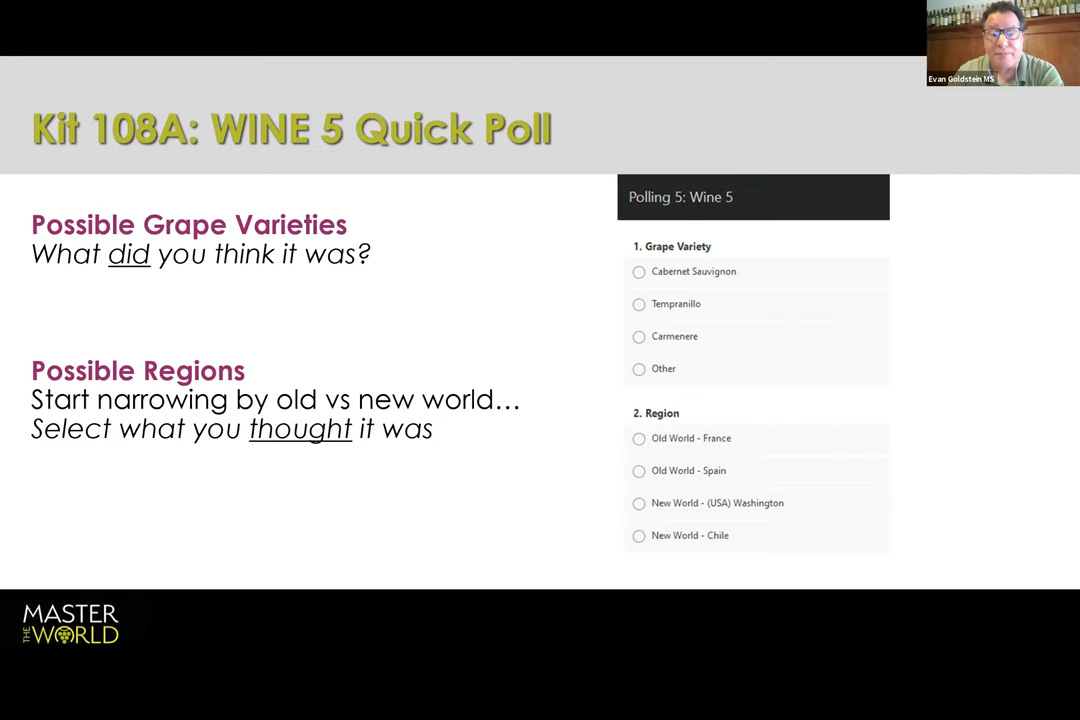 Evan Goldstein MS
Kit 108A: WINE 5 Quick Poll
Possible Grape Varieties
What did you think it was?
Possible Regions
Start narrowing by old vs new world…
Select what you thought it was
Polling 5: Wine 5
1. Grape Variety
Cabernet Sauvignon
Tempranillo
Carmenere
Other
2. Region
Old World - France
Old World - Spain
New World - (USA) Washington
New World - Chile
MASTER
THE WORLD